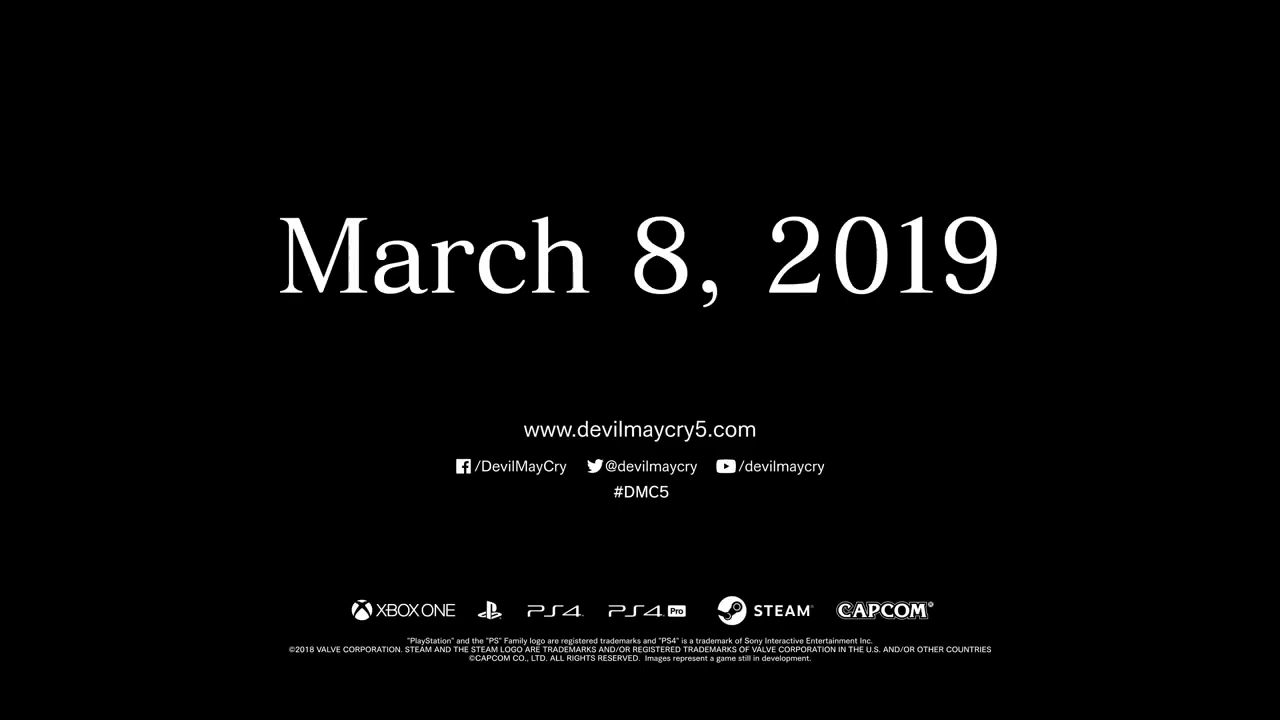 March 8, 2019
www.devilmaycry5.com
/DevilMayCry @devilmaycry /devilmaycry
#DMC5
XBOX ONE PS4 PS4 Pro STEAM® CAPCOM®
"PlayStation" and the "PS" Family logo are registered trademarks and "PS4" is a trademark of Sony Interactive Entertainment Inc.
©2018 VALVE CORPORATION. STEAM AND THE STEAM LOGO ARE TRADEMARKS AND/OR REGISTERED TRADEMARKS OF VALVE CORPORATION IN THE U.S. AND/OR OTHER COUNTRIES
©CAPCOM CO., LTD. ALL RIGHTS RESERVED. Images represent a game still in development.